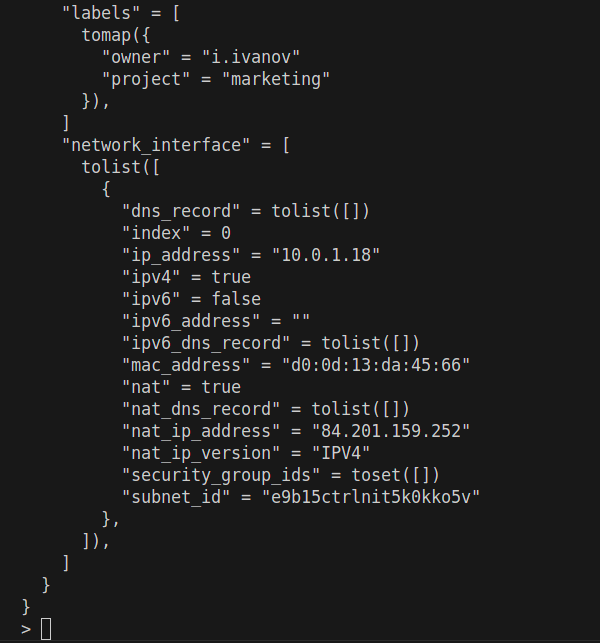 "labels" = [
tomap({
"owner" = "i.ivanov"
"project" = "marketing"
}),
]
"network_interface" = [
tolist([
{
"dns_record" = tolist([])
"index" = 0
"ip_address" = "10.0.1.18"
"ipv4" = true
"ipv6" = false
"ipv6_address" = ""
"ipv6_dns_record" = tolist([])
"mac_address" = "d0:0d:13:da:45:66"
"nat" = true
"nat_dns_record" = tolist([])
"nat_ip_address" = "84.201.159.252"
"nat_ip_version" = "IPV4"
"security_group_ids" = toset([])
"subnet_id" = "e9b15ctrlnit5k0kko5v"
},
]),
]
}
}
>